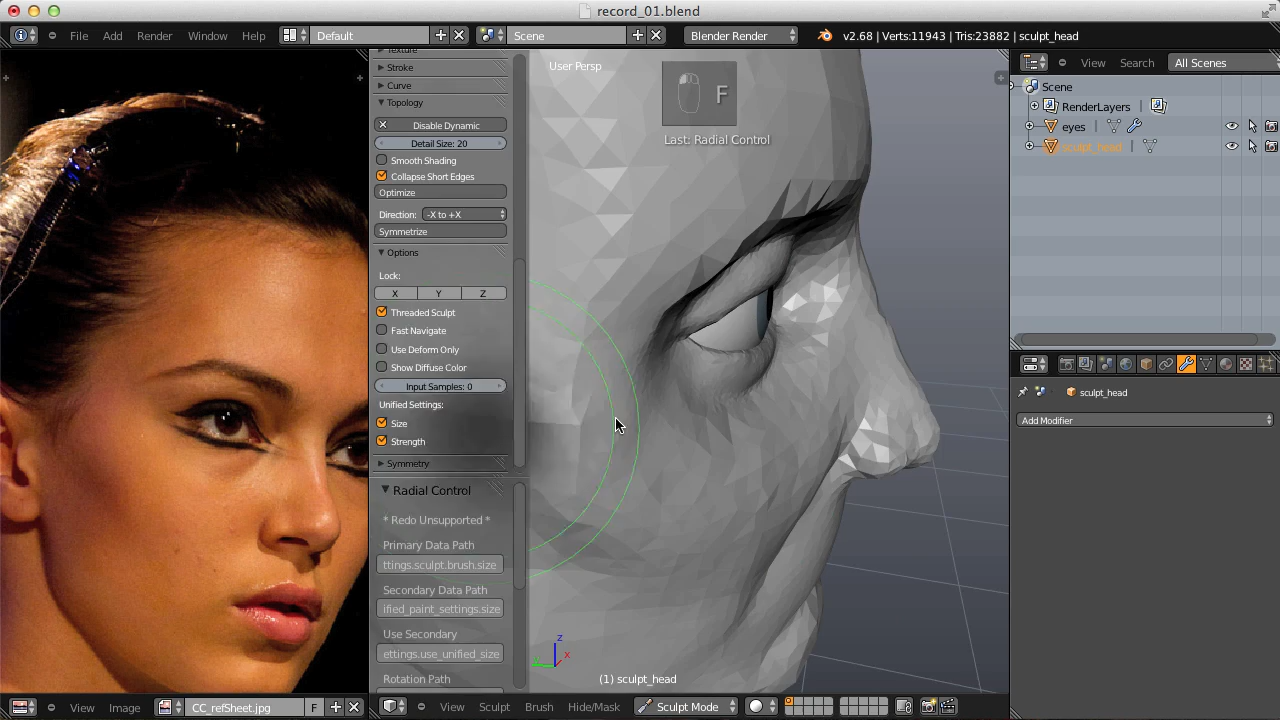 record_01.blend
File Add Render Window Help Default Scene Blender Render v2.68 | Verts:11943 | Tris:23882 | sculpt_head
Texture
Stroke
Curve
Topology
Disable Dynamic
Detail Size: 20
Smooth Shading
Collapse Short Edges
Optimize
Direction: -X to +X
Symmetrize
Options
Lock:
X Y Z
Threaded Sculpt
Fast Navigate
Use Deform Only
Show Diffuse Color
Input Samples: 0
Unified Settings:
Size
Strength
Symmetry
Radial Control
* Redo Unsupported *
Primary Data Path
ttings.sculpt.brush.size
Secondary Data Path
ified_paint_settings.size
Use Secondary
ettings.use_unified_size
Rotation Path
User Persp
F
Last: Radial Control
z
x
(1) sculpt_head
View Search All Scenes
Scene
RenderLayers
eyes
sculpt_head
sculpt_head
Add Modifier
View Image CC_refSheet.jpg F
View Sculpt Brush Hide/Mask Sculpt Mode